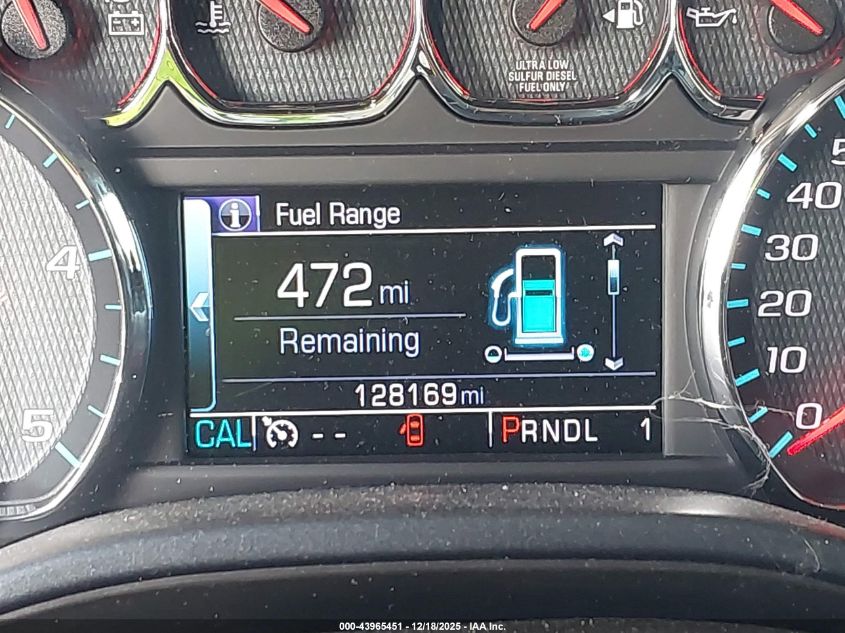 ULTRA LOW
SULFUR DIESEL
FUEL ONLY
i Fuel Range
472 mi
Remaining
128169 mi
CAL -- PRNDL 1
4
5
5
40
30
20
10
0
000-43965451 - 12/18/2025 - IAA Inc.